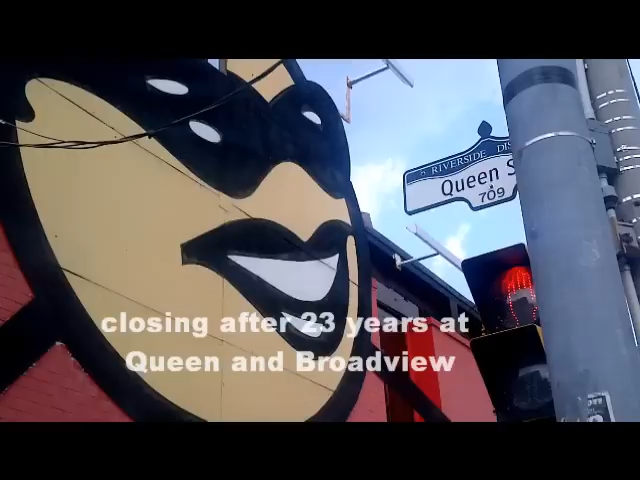 RIVERSIDE
Queen
709
closing after 23 years at
Queen and Broadview